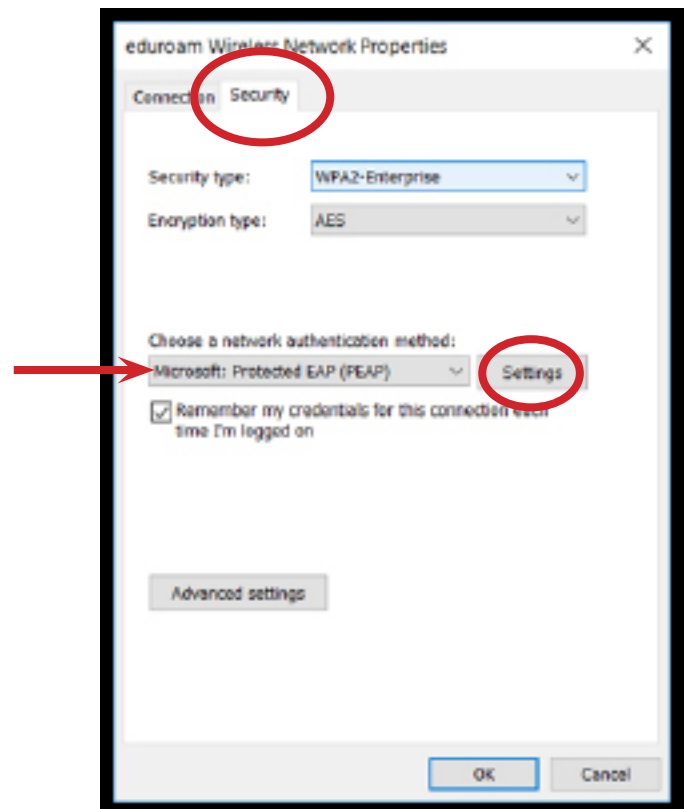 eduroam Wireless Network Properties
Connection Security
Security type: WPA2-Enterprise
Encryption type: AES
Choose a network authentication method:
Microsoft: Protected EAP (PEAP) Settings
Remember my credentials for this connection each
time I'm logged on
Advanced settings
OK Cancel